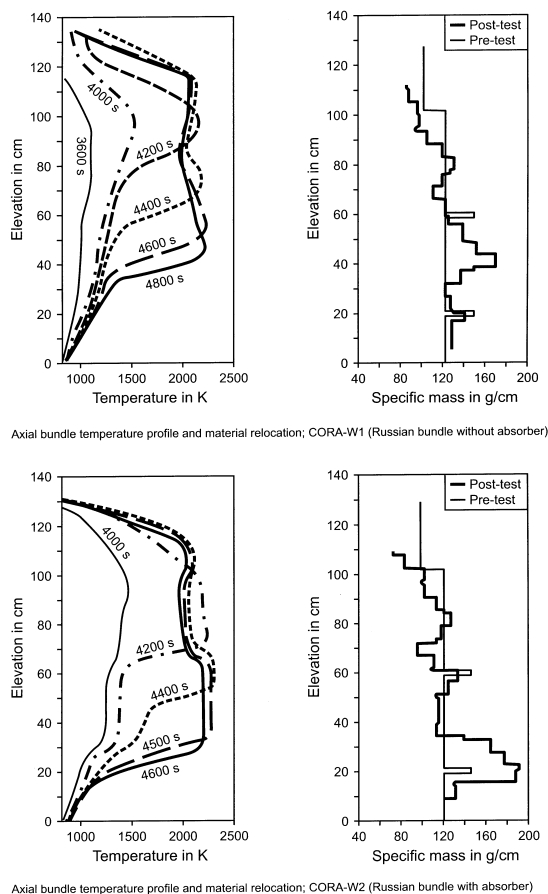 140
120
100
80
60
40
20
0
Elevation in cm
1000
1500
2000
2500
Temperature in K
3600 s
4000 s
4200 s
4400 s
4600 s
4800 s
140
120
100
80
60
40
20
0
Elevation in cm
40
80
120
160
200
Specific mass in g/cm
Post-test
Pre-test
Axial bundle temperature profile and material relocation; CORA-W1 (Russian bundle without absorber)
140
120
100
80
60
40
20
0
Elevation in cm
1000
1500
2000
2500
Temperature in K
4000 s
4200 s
4400 s
4500 s
4600 s
140
120
100
80
60
40
20
0
Elevation in cm
40
80
120
160
200
Specific mass in g/cm
Post-test
Pre-test
Axial bundle temperature profile and material relocation; CORA-W2 (Russian bundle with absorber)